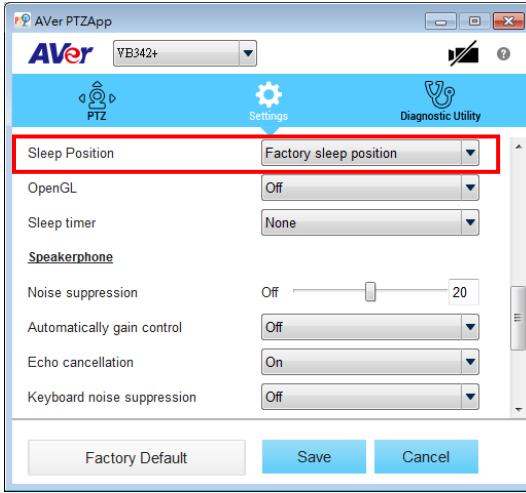 AVer PTZApp
AVer VB342+ ?
PTZ Settings Diagnostic Utility
Sleep Position Factory sleep position
OpenGL Off
Sleep timer None
Speakerphone
Noise suppression Off 20
Automatically gain control Off
Echo cancellation On
Keyboard noise suppression Off
Factory Default Save Cancel